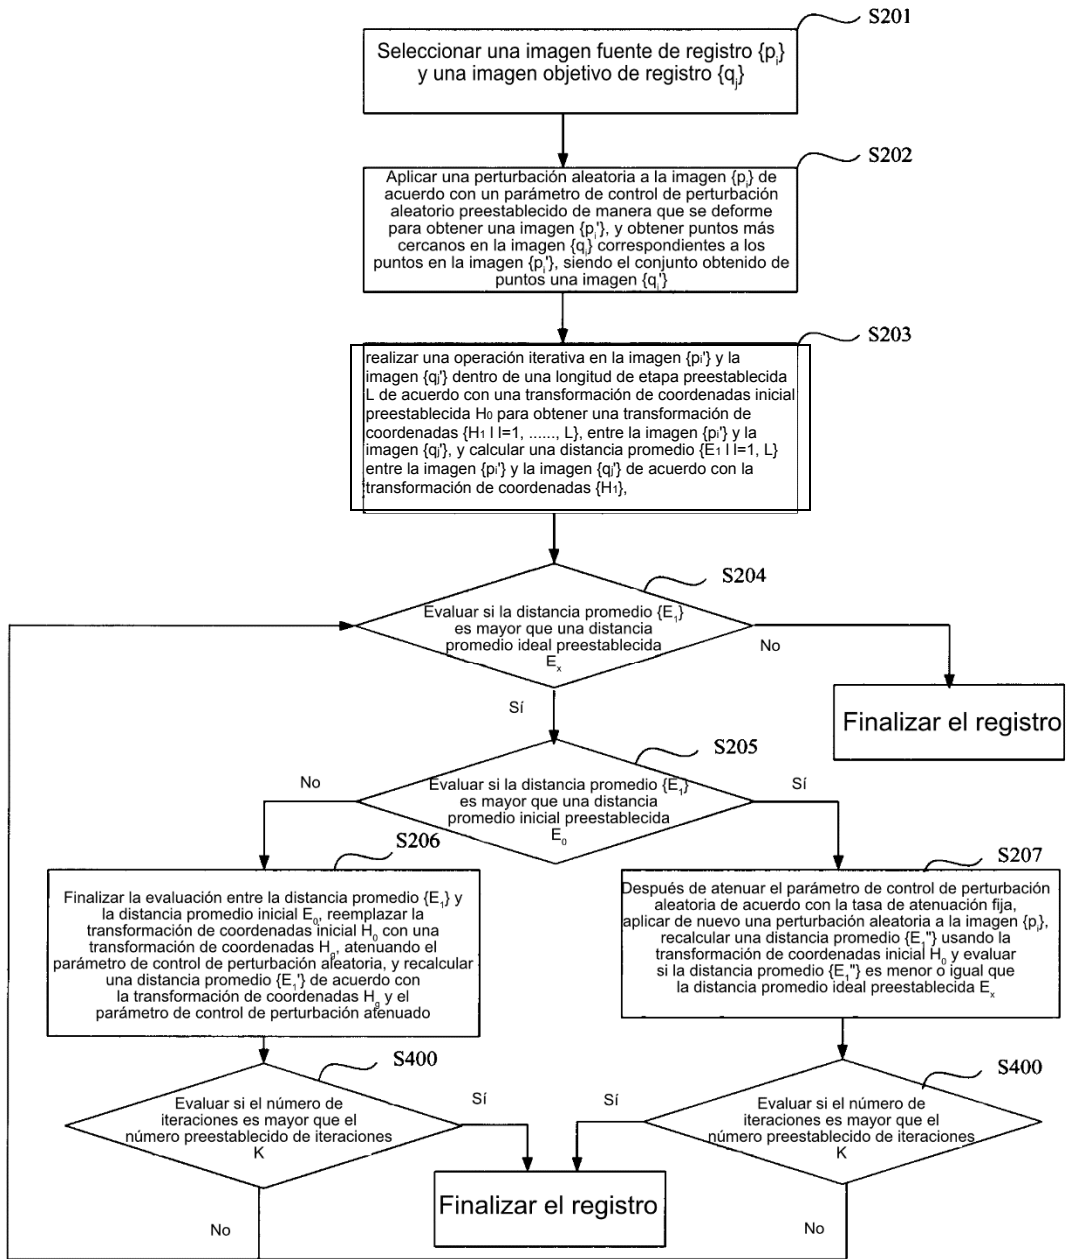 S201
Seleccionar una imagen fuente de registro {pᵢ}
y una imagen objetivo de registro {qⱼ}
S202
Aplicar una perturbación aleatoria a la imagen {pᵢ} de
acuerdo con un parámetro de control de perturbación
aleatorio preestablecido de manera que se deforme
para obtener una imagen {pᵢ'}, y obtener puntos más
cercanos en la imagen {qⱼ} correspondientes a los
puntos en la imagen {pᵢ'}, siendo el conjunto obtenido de
puntos una imagen {qⱼ'}
S203
realizar una operación iterativa en la imagen {pi'} y la
imagen {qj'} dentro de una longitud de etapa preestablecida
L de acuerdo con una transformación de coordenadas inicial
preestablecida H₀ para obtener una transformación de
coordenadas {H₁ l l=1, ......, L}, entre la imagen {pi'} y la
imagen {qj'}, y calcular una distancia promedio {E₁ l l=1, L}
entre la imagen {pi'} y la imagen {qj'} de acuerdo con la
transformación de coordenadas {H₁},
S204
Evaluar si la distancia promedio {E₁}
es mayor que una distancia
promedio ideal preestablecida
Eₓ
No
Sí
Finalizar el registro
S205
Evaluar si la distancia promedio {E₁}
es mayor que una distancia
promedio inicial preestablecida
E₀
No
Sí
S206
Finalizar la evaluación entre la distancia promedio {E₁} y
la distancia promedio inicial E₀, reemplazar la
transformación de coordenadas inicial H₀ con una
transformación de coordenadas Hg, atenuando el
parámetro de control de perturbación aleatoria, y recalcular
una distancia promedio {E₁'} de acuerdo con
la transformación de coordenadas Hg y el
parámetro de control de perturbación atenuado
S207
Después de atenuar el parámetro de control de perturbación
aleatoria de acuerdo con la tasa de atenuación fija,
aplicar de nuevo una perturbación aleatoria a la imagen {pᵢ},
recalcular una distancia promedio {E₁''} usando la
transformación de coordenadas inicial H₀ y evaluar
si la distancia promedio {E₁''} es menor o igual que
la distancia promedio ideal preestablecida Eₓ
S400
Evaluar si el número de
iteraciones es mayor que el
número preestablecido de iteraciones
K
Sí
No
S400
Evaluar si el número de
iteraciones es mayor que el
número preestablecido de iteraciones
K
Sí
No
Finalizar el registro